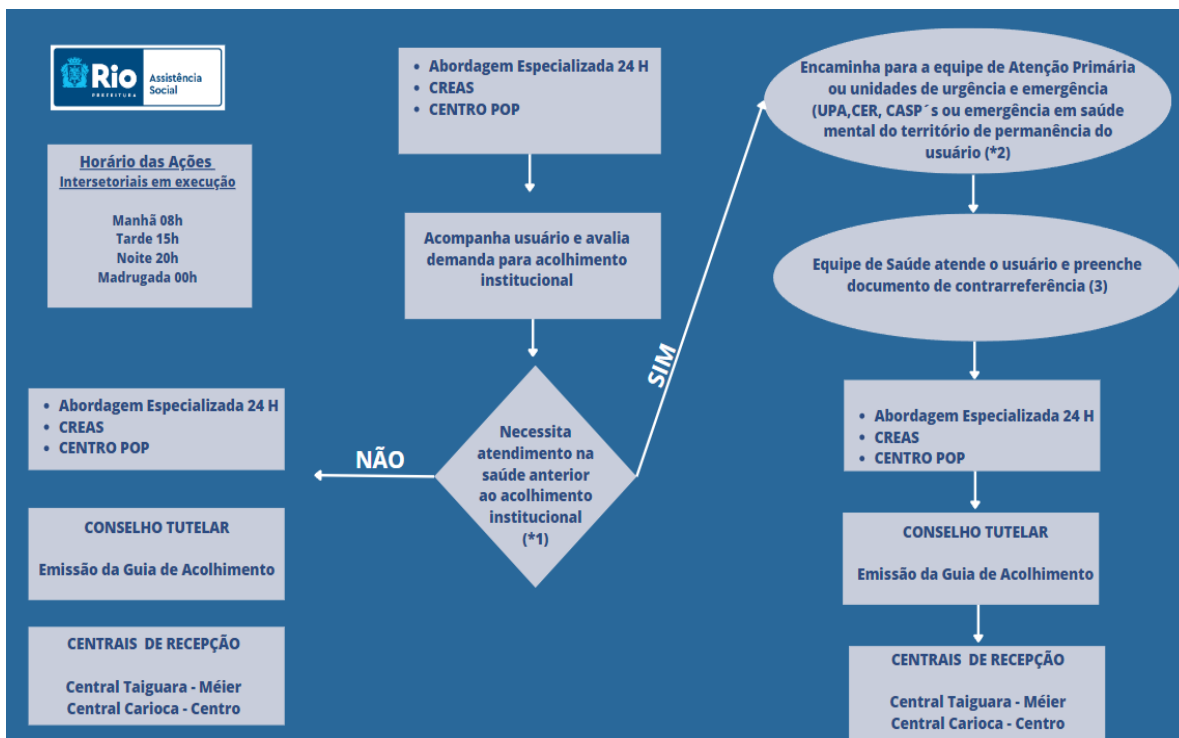 Rio
PREFEITURA
Assistência
Social
Horário das Ações
Intersetoriais em execução
Manhã 08h
Tarde 15h
Noite 20h
Madrugada 00h
• Abordagem Especializada 24 H
• CREAS
• CENTRO POP
Acompanha usuário e avalia
demanda para acolhimento
institucional
Necessita
atendimento na
saúde anterior
ao acolhimento
institucional
(*1)
NÃO
• Abordagem Especializada 24 H
• CREAS
• CENTRO POP
CONSELHO TUTELAR
Emissão da Guia de Acolhimento
CENTRAIS DE RECEPÇÃO
Central Taiguara - Méier
Central Carioca - Centro
SIM
Encaminha para a equipe de Atenção Primária
ou unidades de urgência e emergência
(UPA,CER, CASP´s ou emergência em saúde
mental do território de permanência do
usuário (*2)
Equipe de Saúde atende o usuário e preenche
documento de contrarreferência (3)
• Abordagem Especializada 24 H
• CREAS
• CENTRO POP
CONSELHO TUTELAR
Emissão da Guia de Acolhimento
CENTRAIS DE RECEPÇÃO
Central Taiguara - Méier
Central Carioca - Centro